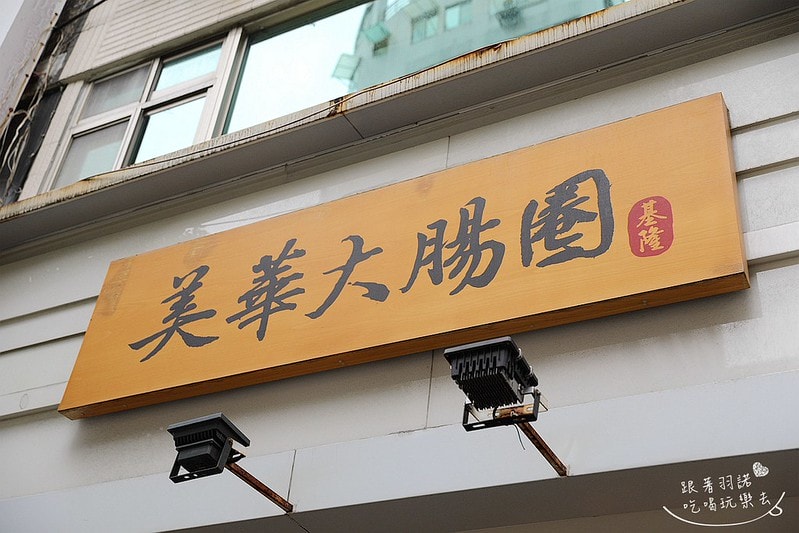 美華大腸圈
基隆
跟著羽諾
吃喝玩樂去